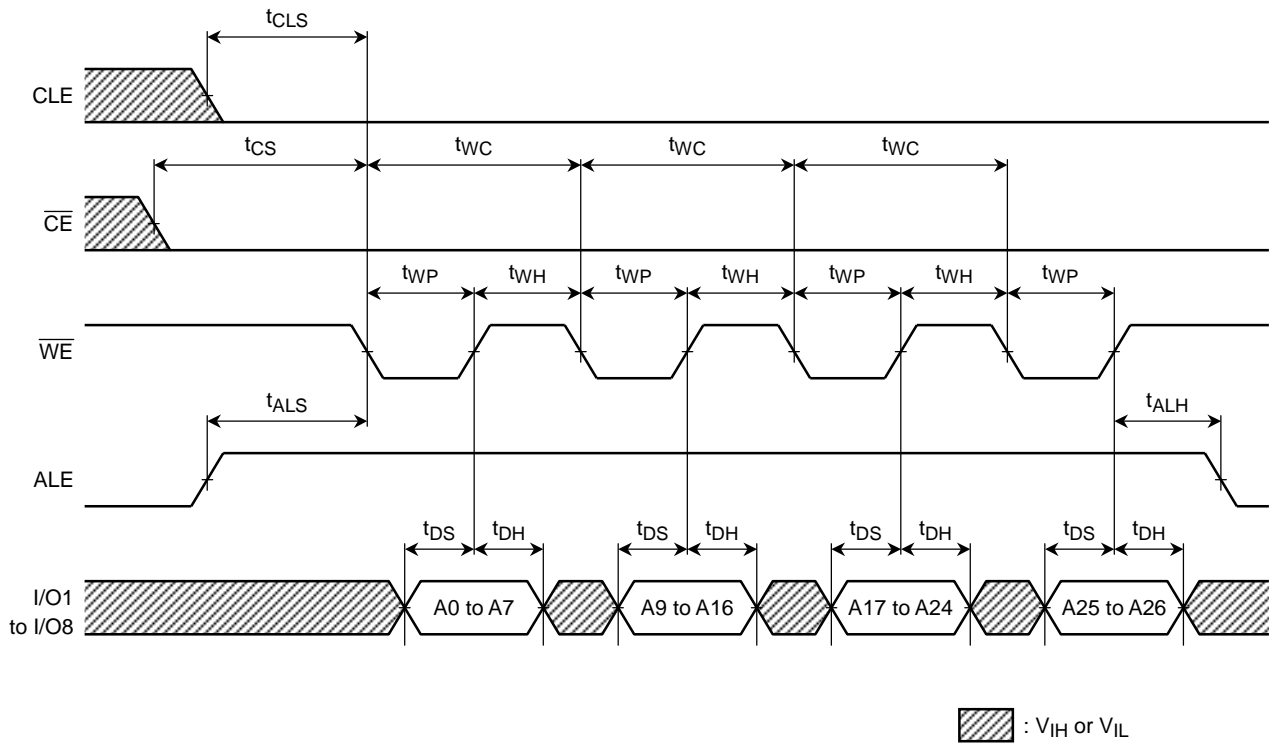 tCLS
CLE
tCS tWC tWC tWC
CE
tWP tWH tWP tWH tWP tWH tWP
WE
tALS tALH
ALE
tDS tDH tDS tDH tDS tDH tDS tDH
I/O1
to I/O8
A0 to A7 A9 to A16 A17 to A24 A25 to A26
: VIH or VIL